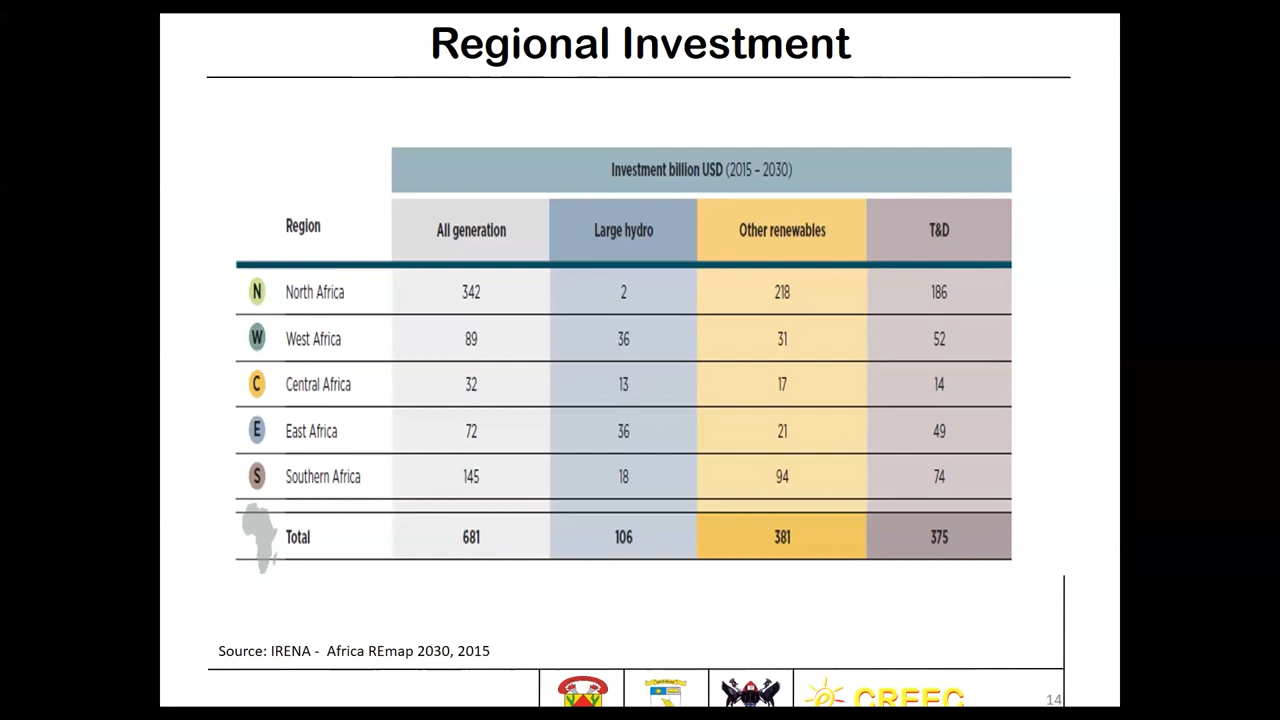 Regional Investment
Investment billion USD (2015 – 2030)
Region All generation Large hydro Other renewables T&D
N North Africa 342 2 218 186
W West Africa 89 36 31 52
C Central Africa 32 13 17 14
E East Africa 72 36 21 49
S Southern Africa 145 18 94 74
Total 681 106 381 375
Source: IRENA - Africa REmap 2030, 2015
CREEC
14